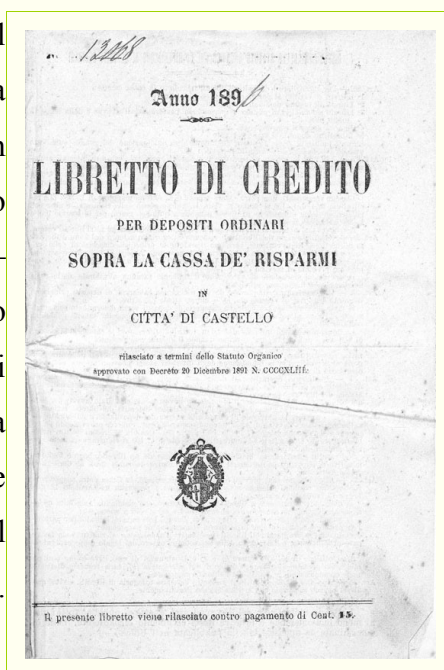 13068
Anno 1896
LIBRETTO DI CREDITO
PER DEPOSITI ORDINARI
SOPRA LA CASSA DE' RISPARMI
IN
CITTA' DI CASTELLO
rilasciato a termini dello Statuto Organico
approvato con Decreto 20 Dicembre 1891 N. CCCCXLIII.
Il presente libretto viene rilasciato contro pagamento di Cent. 15.